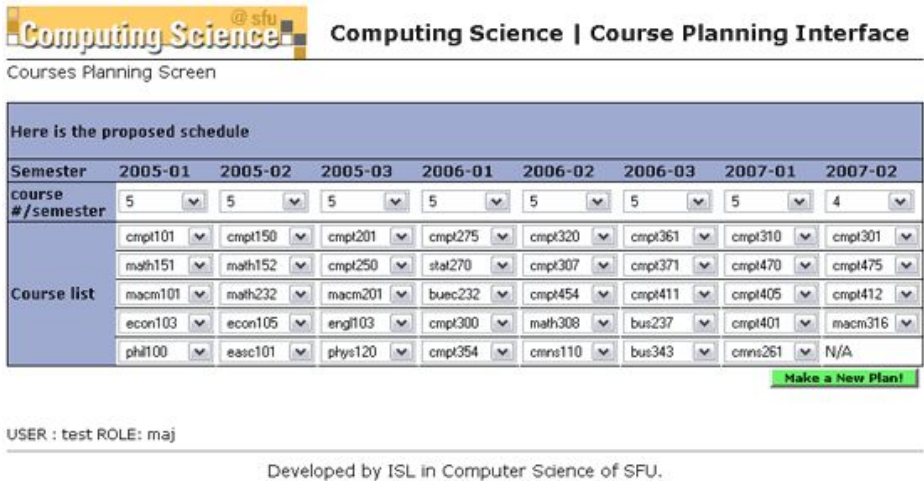 @ sfu
Computing Science
Computing Science | Course Planning Interface
Courses Planning Screen
Here is the proposed schedule
Semester 2005-01 2005-02 2005-03 2006-01 2006-02 2006-03 2007-01 2007-02
course #/semester 5 5 5 5 5 5 5 4
Course list
cmpt101 cmpt150 cmpt201 cmpt275 cmpt320 cmpt361 cmpt310 cmpt301
math151 math152 cmpt250 stat270 cmpt307 cmpt371 cmpt470 cmpt475
macm101 math232 macm201 buec232 cmpt454 cmpt411 cmpt405 cmpt412
econ103 econ105 engl103 cmpt300 math308 bus237 cmpt401 macm316
phil100 easc101 phys120 cmpt354 cmns110 bus343 cmns261 N/A
Make a New Plan!
USER : test ROLE: maj
Developed by ISL in Computer Science of SFU.